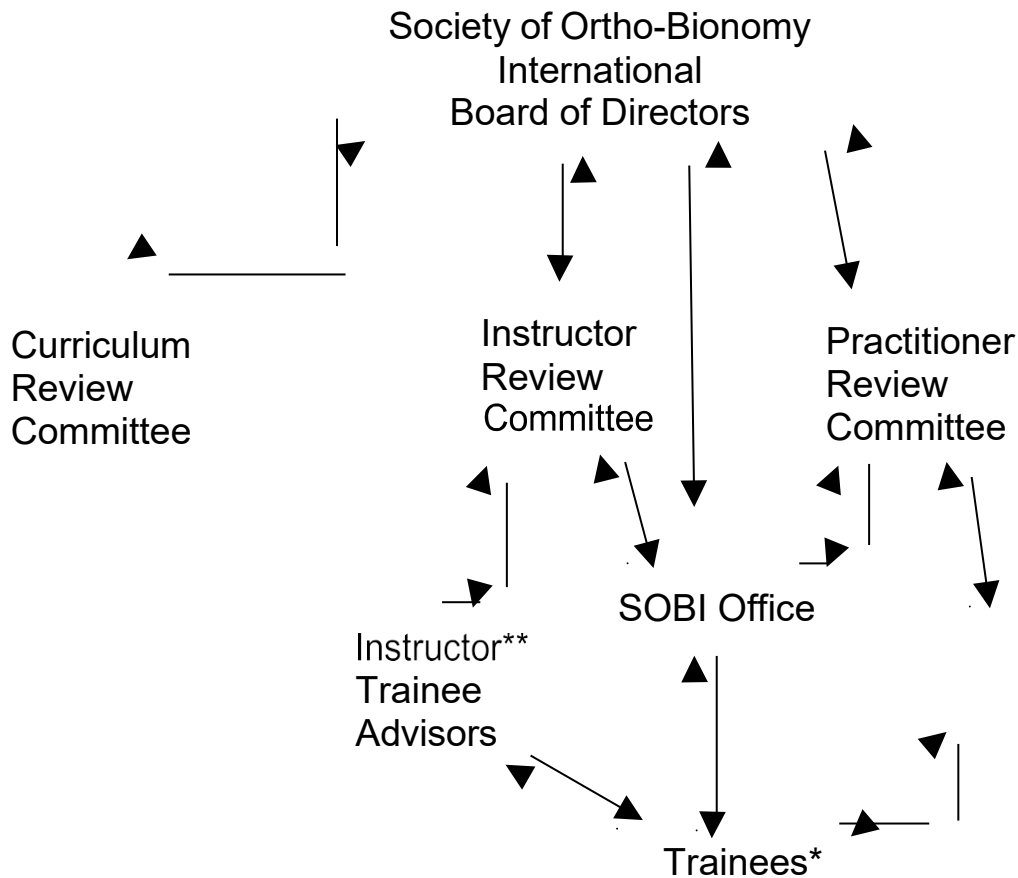 Society of Ortho-Bionomy
International
Board of Directors
Curriculum
Review
Committee
Instructor
Review
Committee
Practitioner
Review
Committee
SOBI Office
Instructor**
Trainee
Advisors
Trainees*